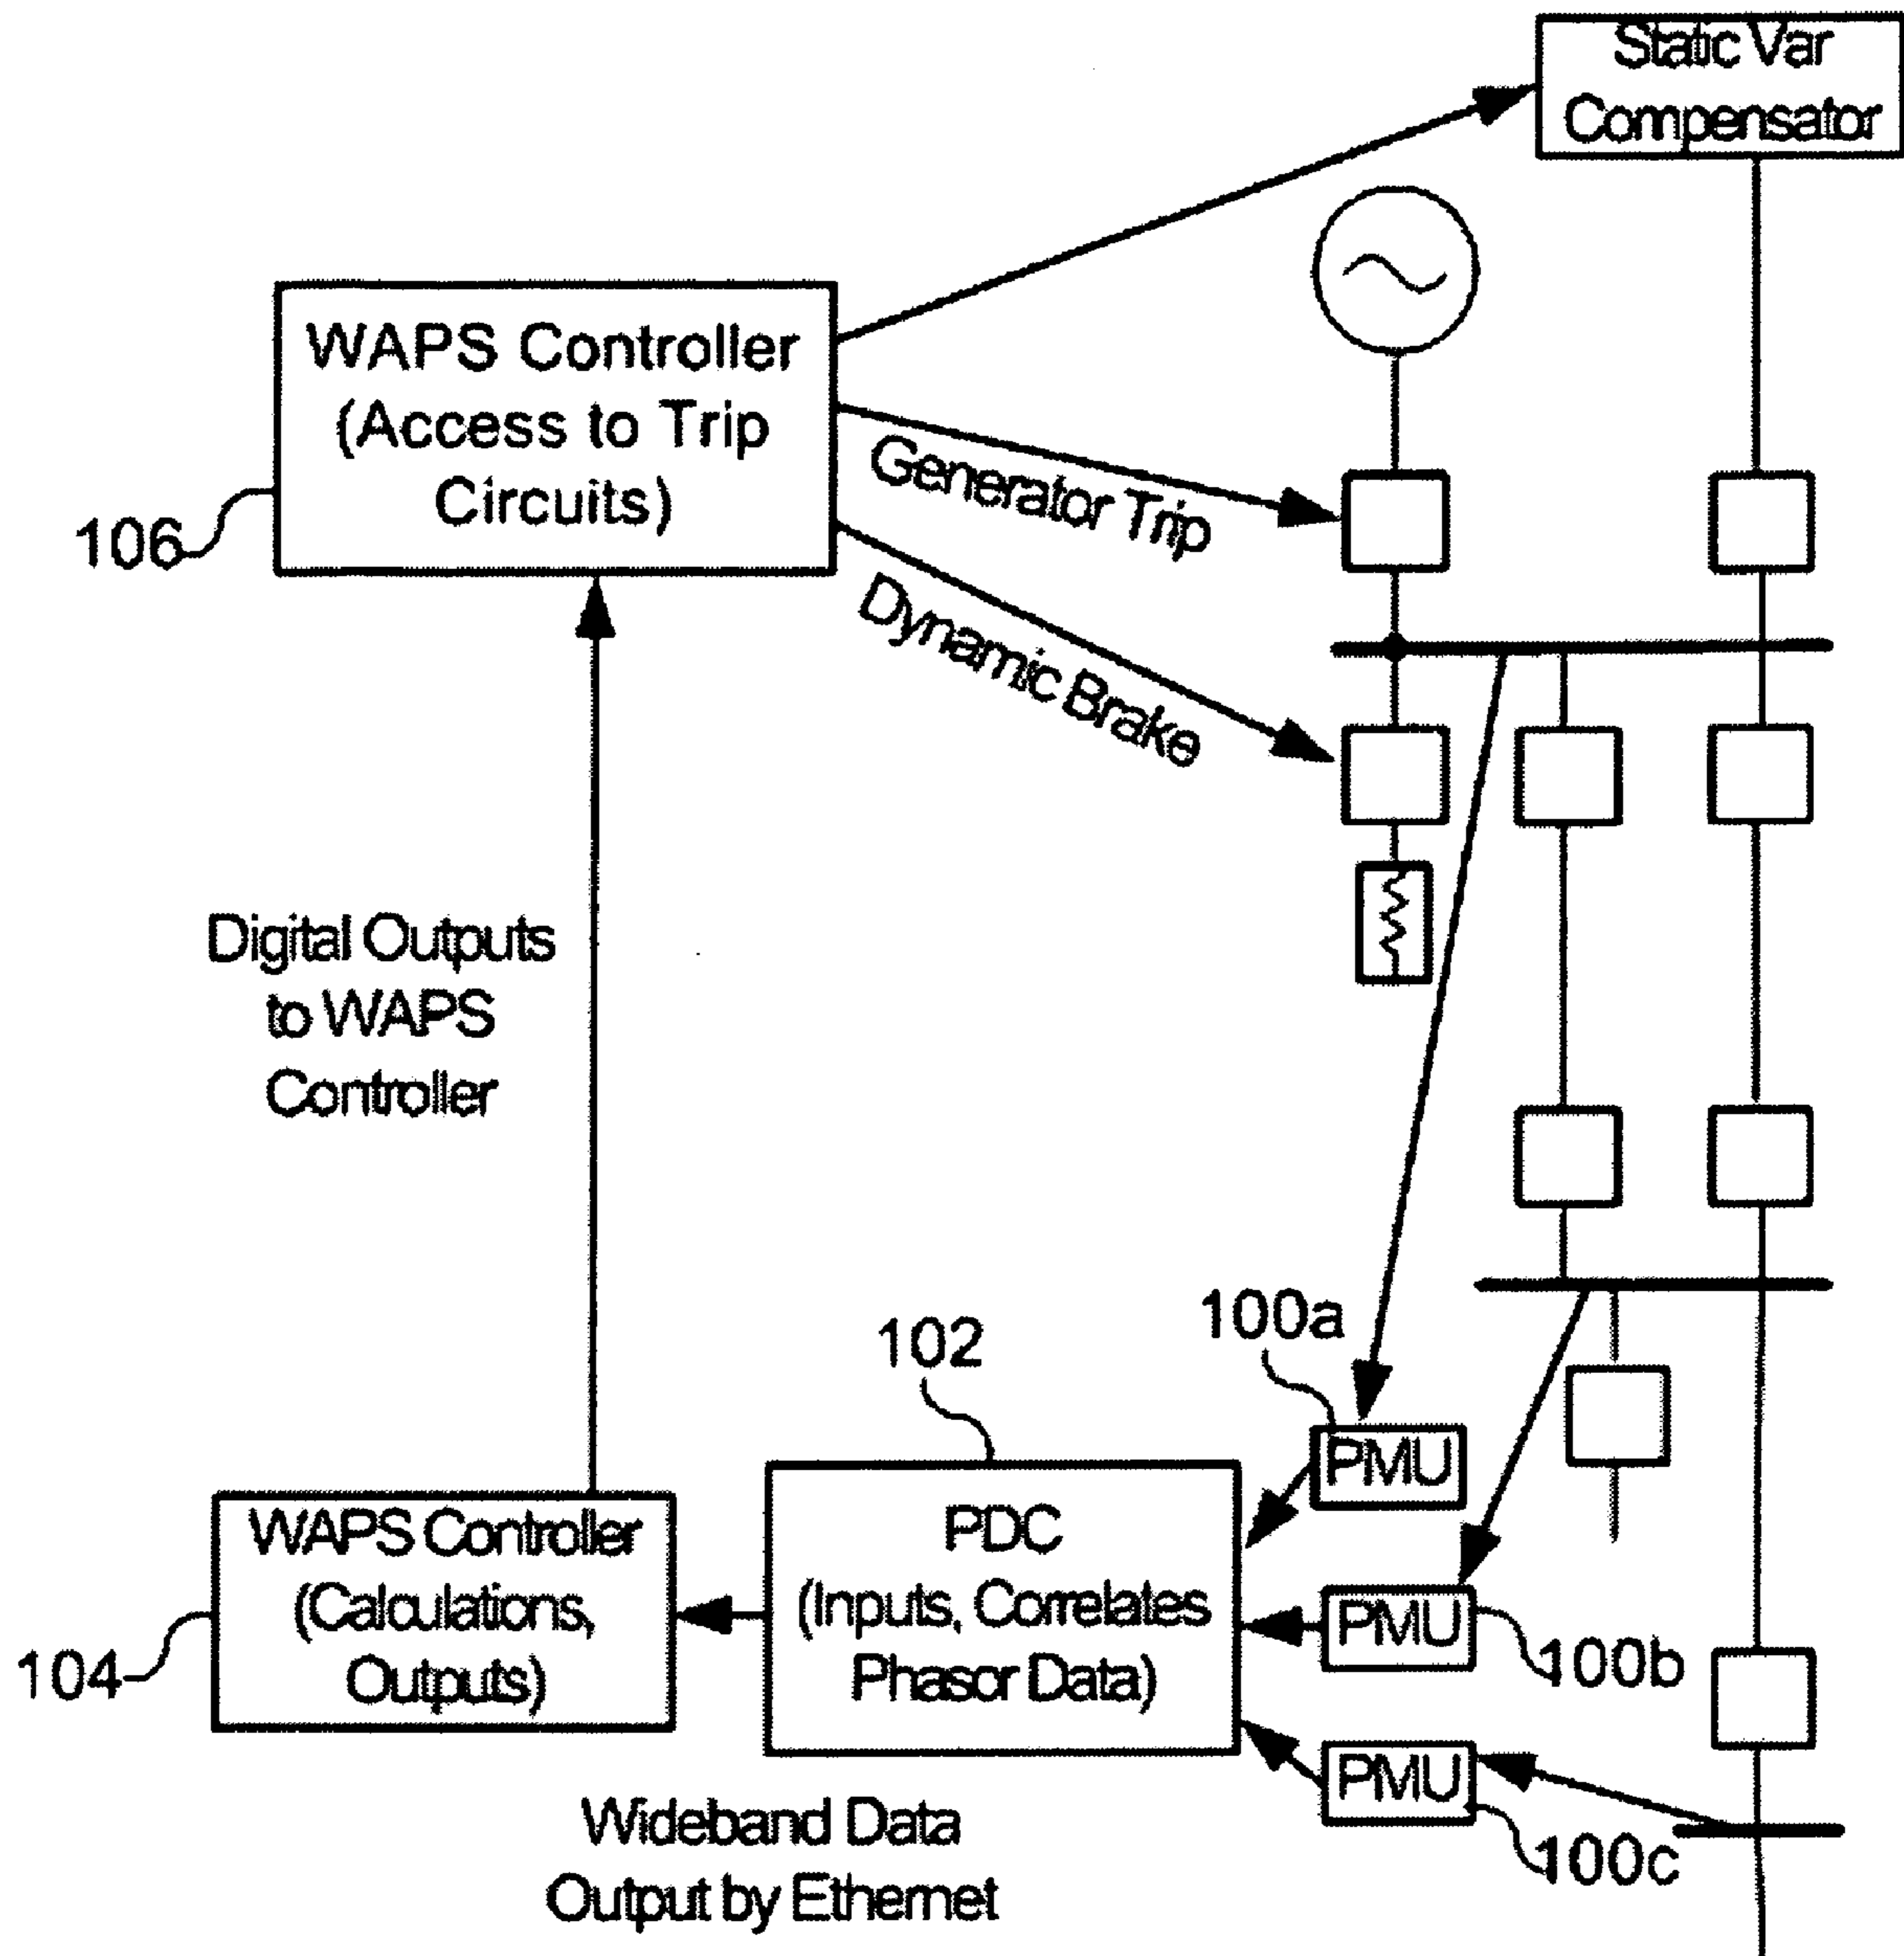 Static Var
Compensator
WAPS Controller
(Access to Trip
Circuits)
106
Generator Trip
Dynamic Brake
Digital Outputs
to WAPS
Controller
100a
102
PMU
PDC
(Inputs, Correlates
Phasor Data)
WAPS Controller
(Calculations,
Outputs)
104
PMU
100b
PMU
100c
Wideband Data
Output by Ethernet